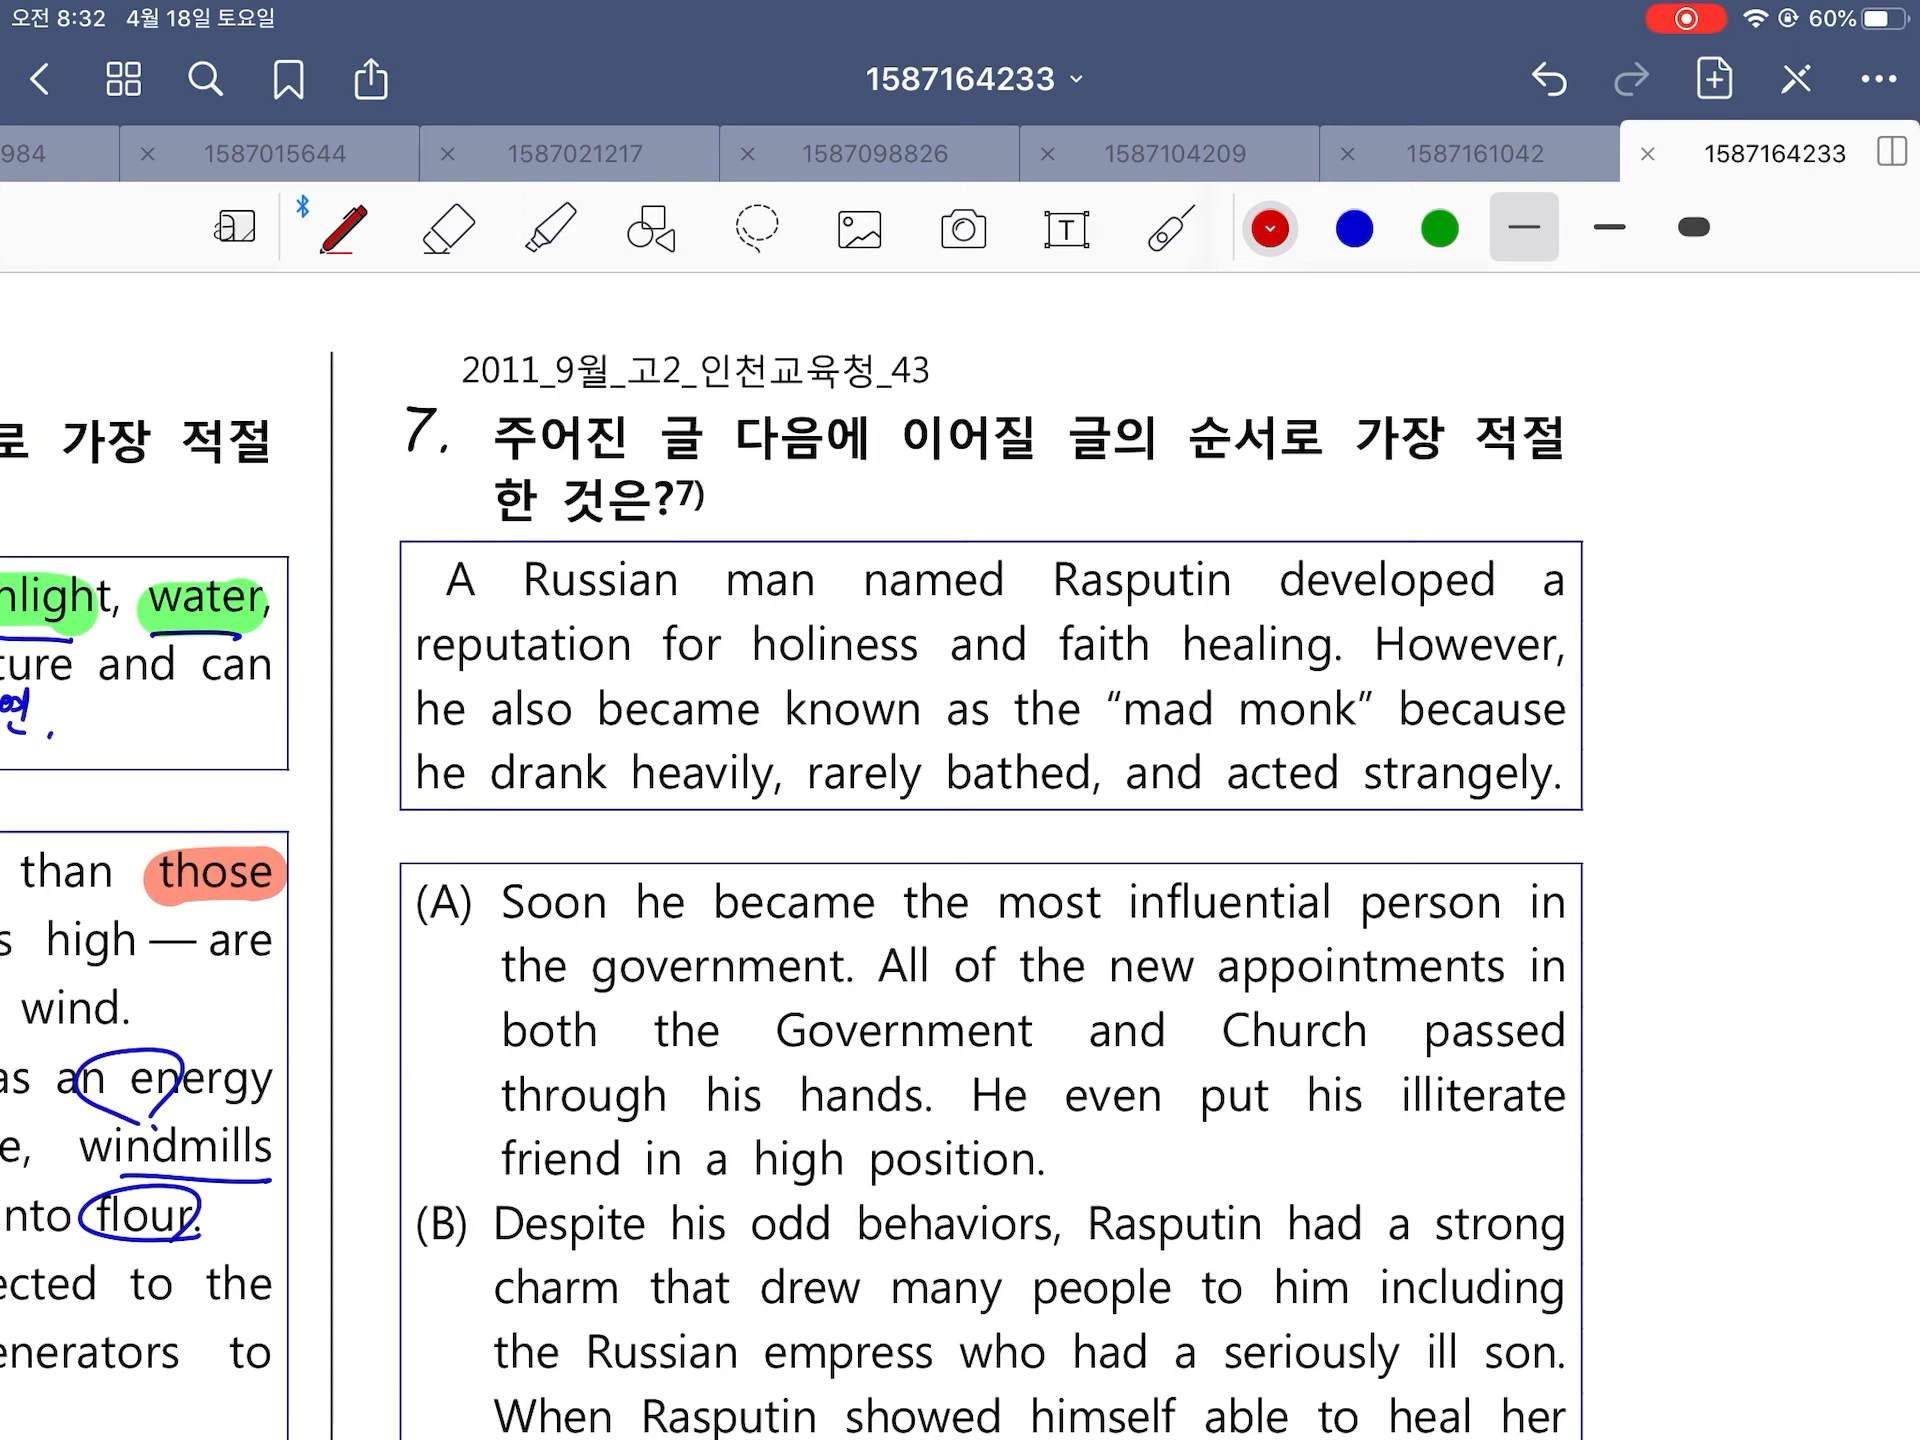 오전 8:32 4월 18일 토요일
60%
1587164233
984
1587015644
1587021217
1587098826
1587104209
1587161042
1587164233
로 가장 적절
nlight, water,
ture and can
than those
s high — are
wind.
as an energy
e, windmills
nto flour.
ected to the
enerators to
2011_9월_고2_인천교육청_43
7. 주어진 글 다음에 이어질 글의 순서로 가장 적절
한 것은?7)
A Russian man named Rasputin developed a
reputation for holiness and faith healing. However,
he also became known as the “mad monk” because
he drank heavily, rarely bathed, and acted strangely.
(A) Soon he became the most influential person in
the government. All of the new appointments in
both the Government and Church passed
through his hands. He even put his illiterate
friend in a high position.
(B) Despite his odd behaviors, Rasputin had a strong
charm that drew many people to him including
the Russian empress who had a seriously ill son.
When Rasputin showed himself able to heal her